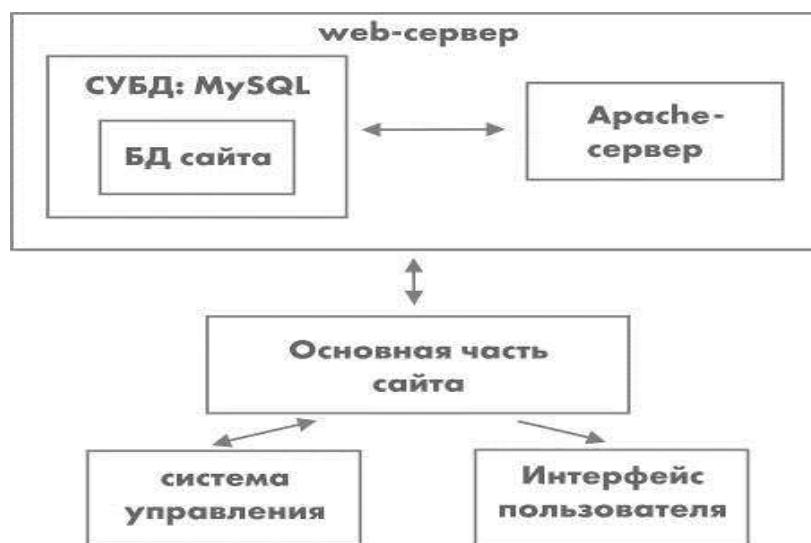 web-сервер
СУБД: MySQL
БД сайта
Apache-
сервер
Основная часть
сайта
система
управления
Интерфейс
пользователя